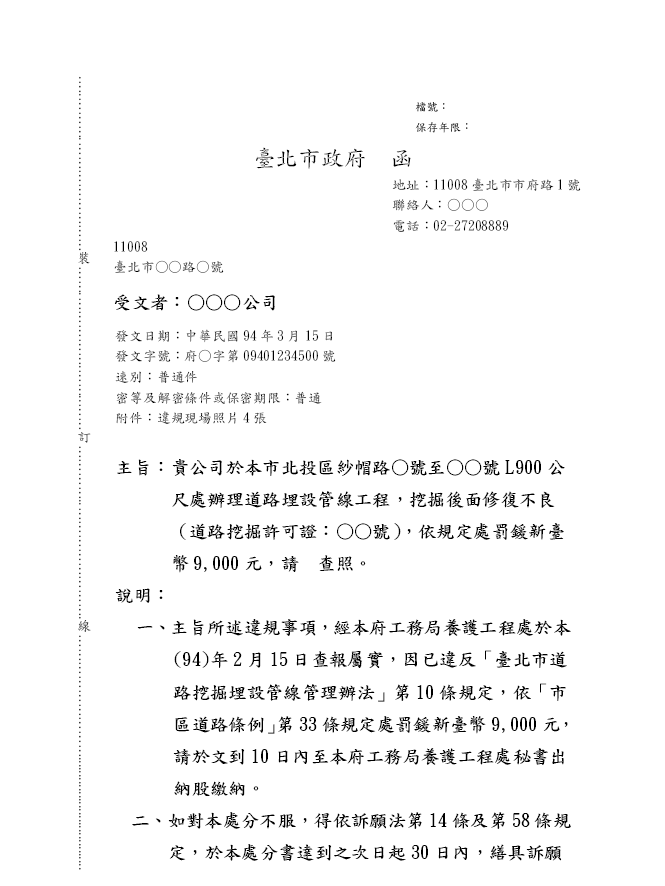 檔號：
保存年限：
臺北市政府　函
地址：11008 臺北市市府路 1 號
聯絡人：○○○
電話：02-27208889
11008
臺北市○○路○號
受文者：○○○公司
發文日期：中華民國 94 年 3 月 15 日
發文字號：府○字第 09401234500 號
速別：普通件
密等及解密條件或保密期限：普通
附件：違規現場照片 4 張
主旨：貴公司於本市北投區紗帽路○號至○○號 L900 公
尺處辦理道路埋設管線工程，挖掘後面修復不良
（道路挖掘許可證：○○號），依規定處罰鍰新臺
幣 9,000 元，請　查照。
說明：
一、主旨所述違規事項，經本府工務局養護工程處於本
(94)年 2 月 15 日查報屬實，因已違反「臺北市道
路挖掘埋設管線管理辦法」第 10 條規定，依「市
區道路條例」第 33 條規定處罰鍰新臺幣 9,000 元，
請於文到 10 日內至本府工務局養護工程處秘書出
納股繳納。
二、如對本處分不服，得依訴願法第 14 條及第 58 條規
定，於本處分書達到之次日起 30 日內，繕具訴願
裝
訂
線